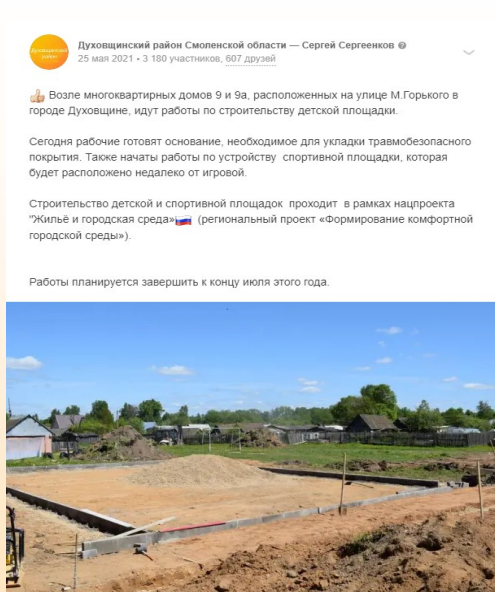 Духовщинский район
Духовщинский район Смоленской области — Сергей Сергеенков
25 мая 2021 • 3 180 участников, 607 друзей
Возле многоквартирных домов 9 и 9а, расположенных на улице М.Горького в
городе Духовщине, идут работы по строительству детской площадки.
Сегодня рабочие готовят основание, необходимое для укладки травмобезопасного
покрытия. Также начаты работы по устройству спортивной площадки, которая
будет расположено недалеко от игровой.
Строительство детской и спортивной площадок проходит в рамках нацпроекта
"Жильё и городская среда» (региональный проект «Формирование комфортной
городской среды»).
Работы планируется завершить к концу июля этого года.